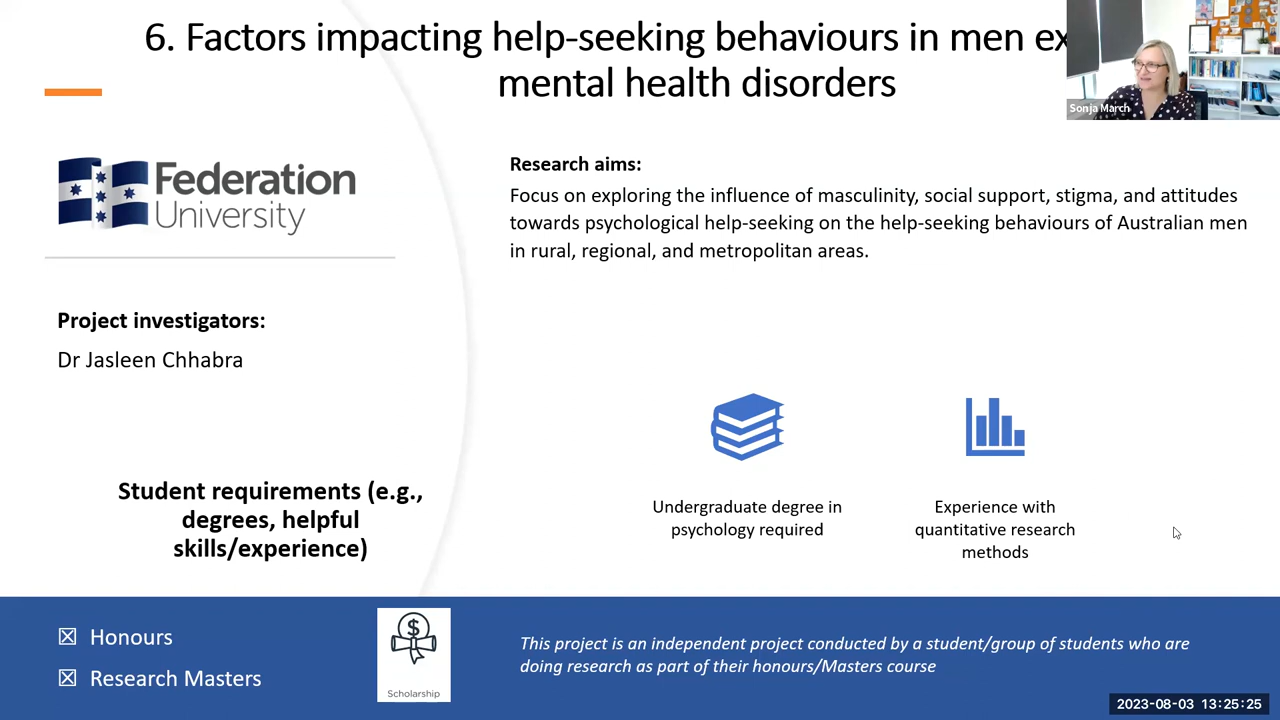 6. Factors impacting help-seeking behaviours in men
mental health disorders
Sonja March
Federation
University
Research aims:
Focus on exploring the influence of masculinity, social support, stigma, and attitudes
towards psychological help-seeking on the help-seeking behaviours of Australian men
in rural, regional, and metropolitan areas.
Project investigators:
Dr Jasleen Chhabra
Student requirements (e.g.,
degrees, helpful
skills/experience)
Undergraduate degree in
psychology required
Experience with
quantitative research
methods
☒ Honours
☒ Research Masters
$
Scholarship
This project is an independent project conducted by a student/group of students who are
doing research as part of their honours/Masters course
2023-08-03 13:25:25